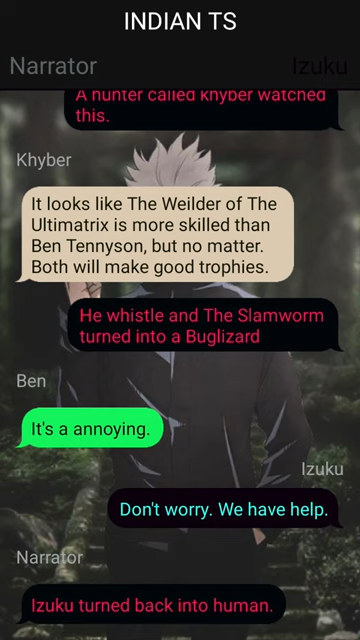 INDIAN TS
Narrator
Izuku
A hunter called khyber watched
this.
Khyber
It looks like The Weilder of The
Ultimatrix is more skilled than
Ben Tennyson, but no matter.
Both will make good trophies.
He whistle and The Slamworm
turned into a Buglizard
Ben
It's a annoying.
Izuku
Don't worry. We have help.
Narrator
Izuku turned back into human.